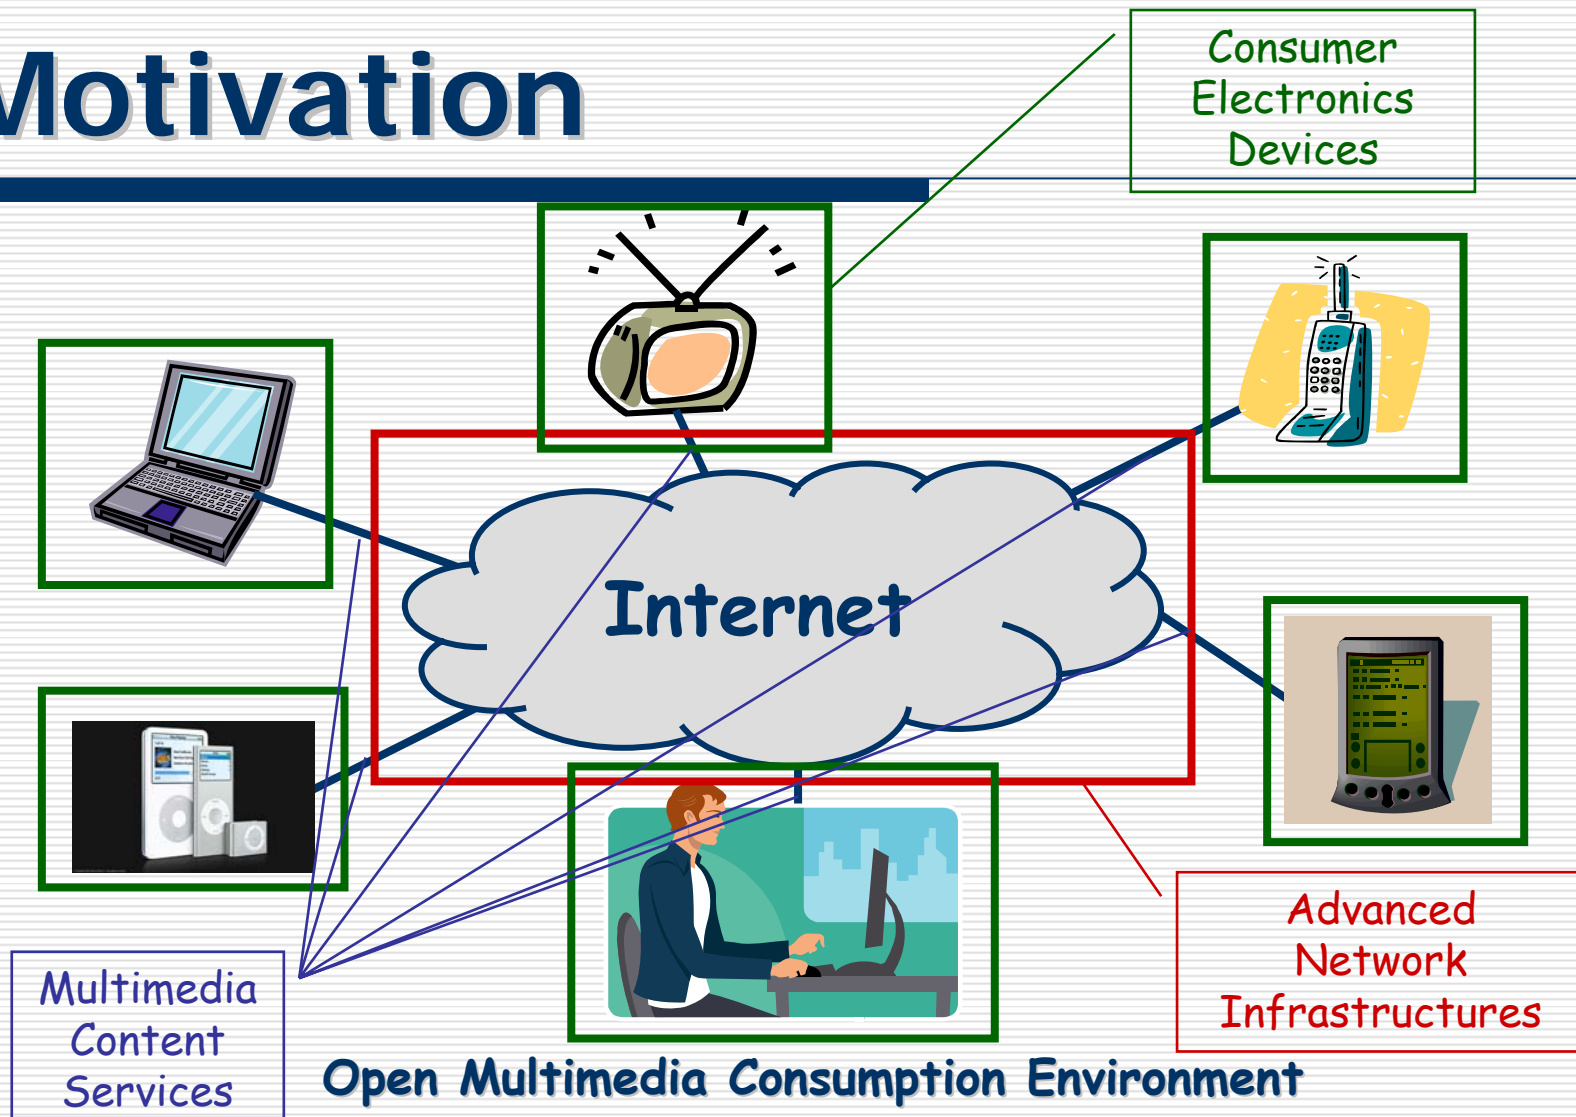 Motivation
Consumer
Electronics
Devices
Internet
Advanced
Network
Infrastructures
Multimedia
Content
Services
Open Multimedia Consumption Environment